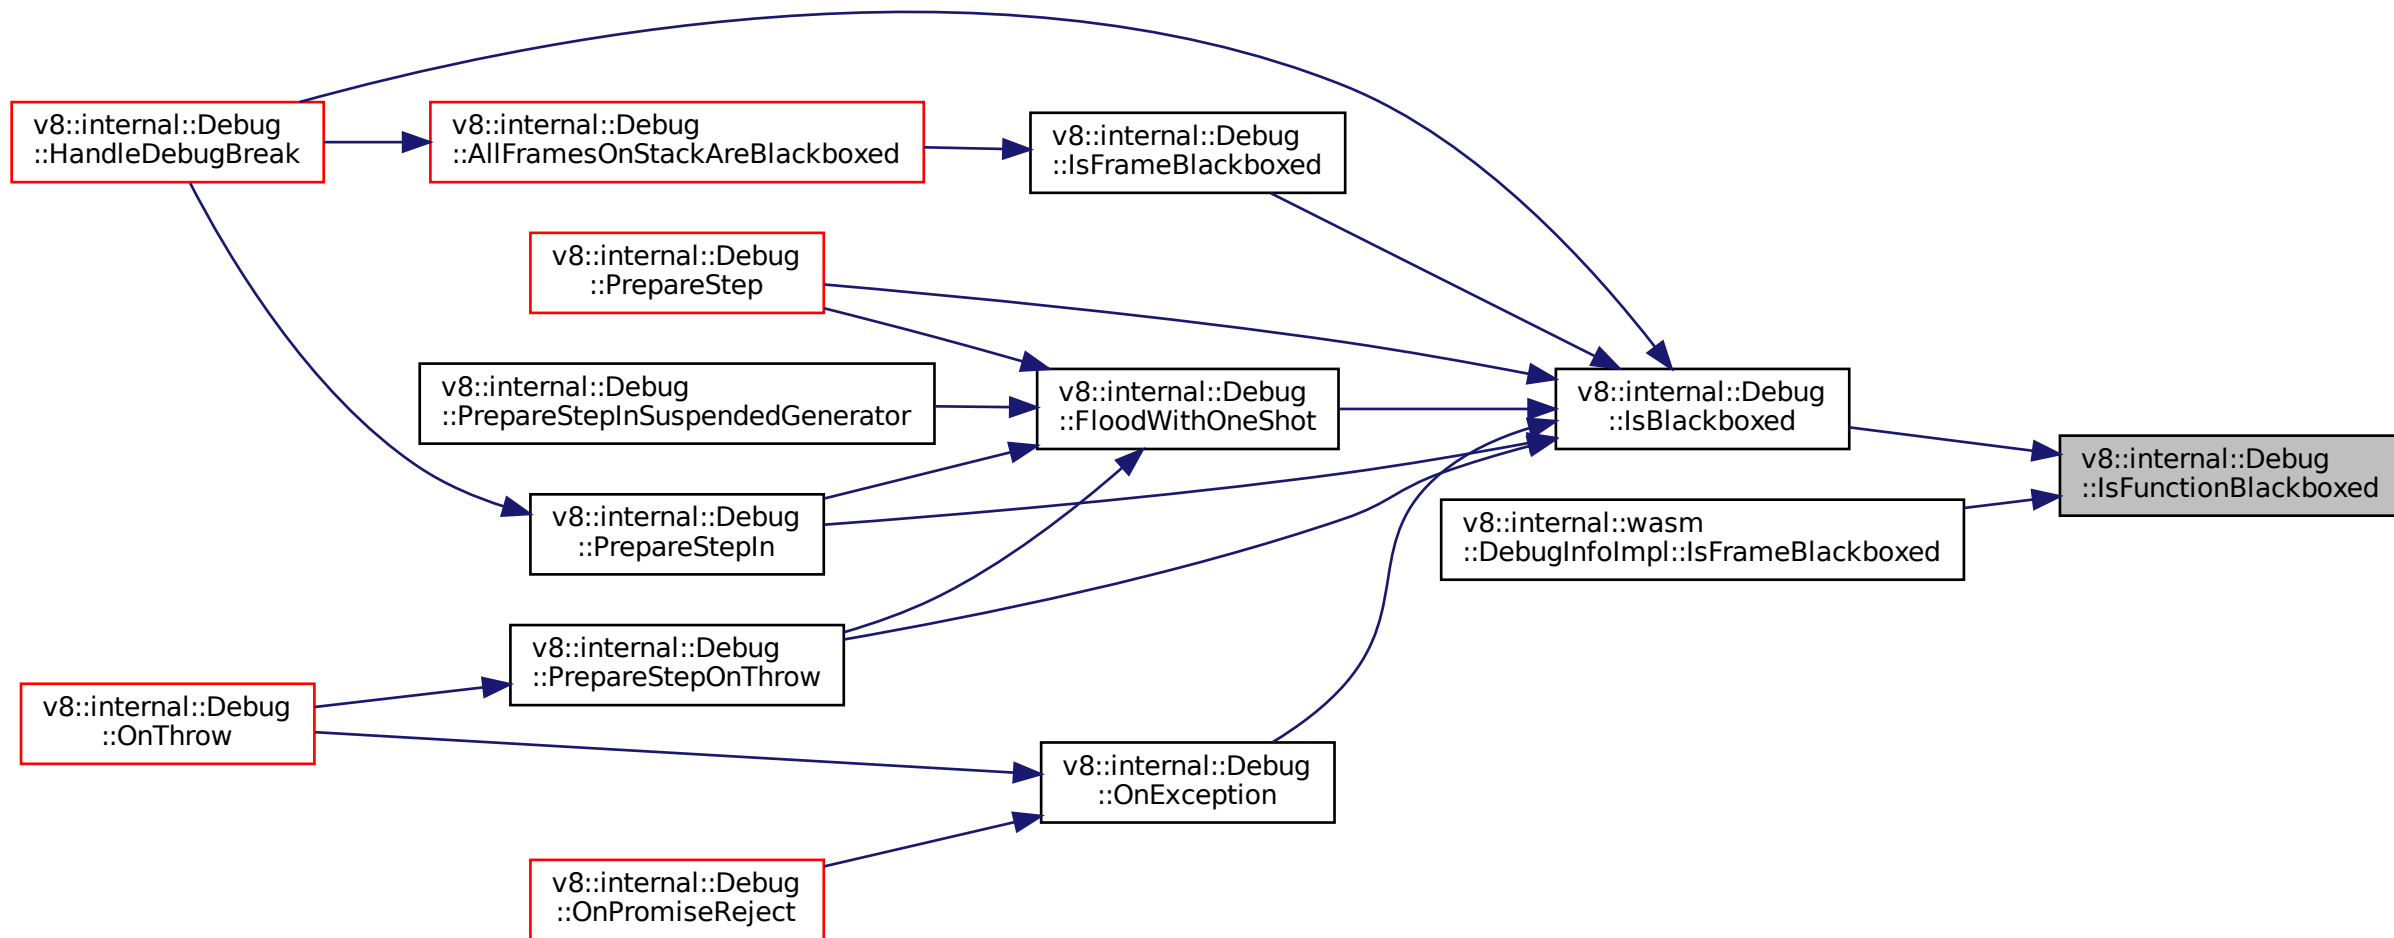 v8::internal::Debug
::HandleDebugBreak
v8::internal::Debug
::AllFramesOnStackAreBlackboxed
v8::internal::Debug
::IsFrameBlackboxed
v8::internal::Debug
::PrepareStep
v8::internal::Debug
::PrepareStepInSuspendedGenerator
v8::internal::Debug
::FloodWithOneShot
v8::internal::Debug
::IsBlackboxed
v8::internal::Debug
::IsFunctionBlackboxed
v8::internal::Debug
::PrepareStepIn
v8::internal::wasm
::DebugInfoImpl::IsFrameBlackboxed
v8::internal::Debug
::PrepareStepOnThrow
v8::internal::Debug
::OnThrow
v8::internal::Debug
::OnException
v8::internal::Debug
::OnPromiseReject